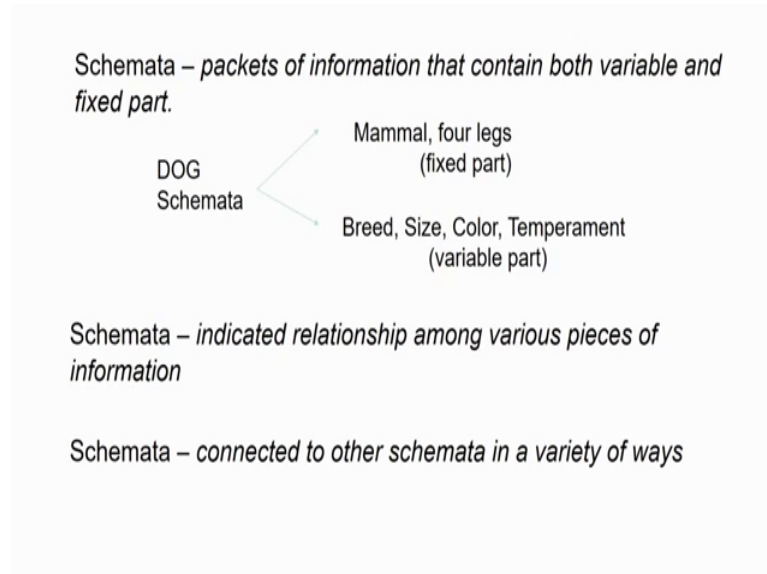 Schemata – packets of information that contain both variable and
fixed part.
Mammal, four legs
(fixed part)
DOG
Schemata
Breed, Size, Color, Temperament
(variable part)
Schemata – indicated relationship among various pieces of
information
Schemata – connected to other schemata in a variety of ways